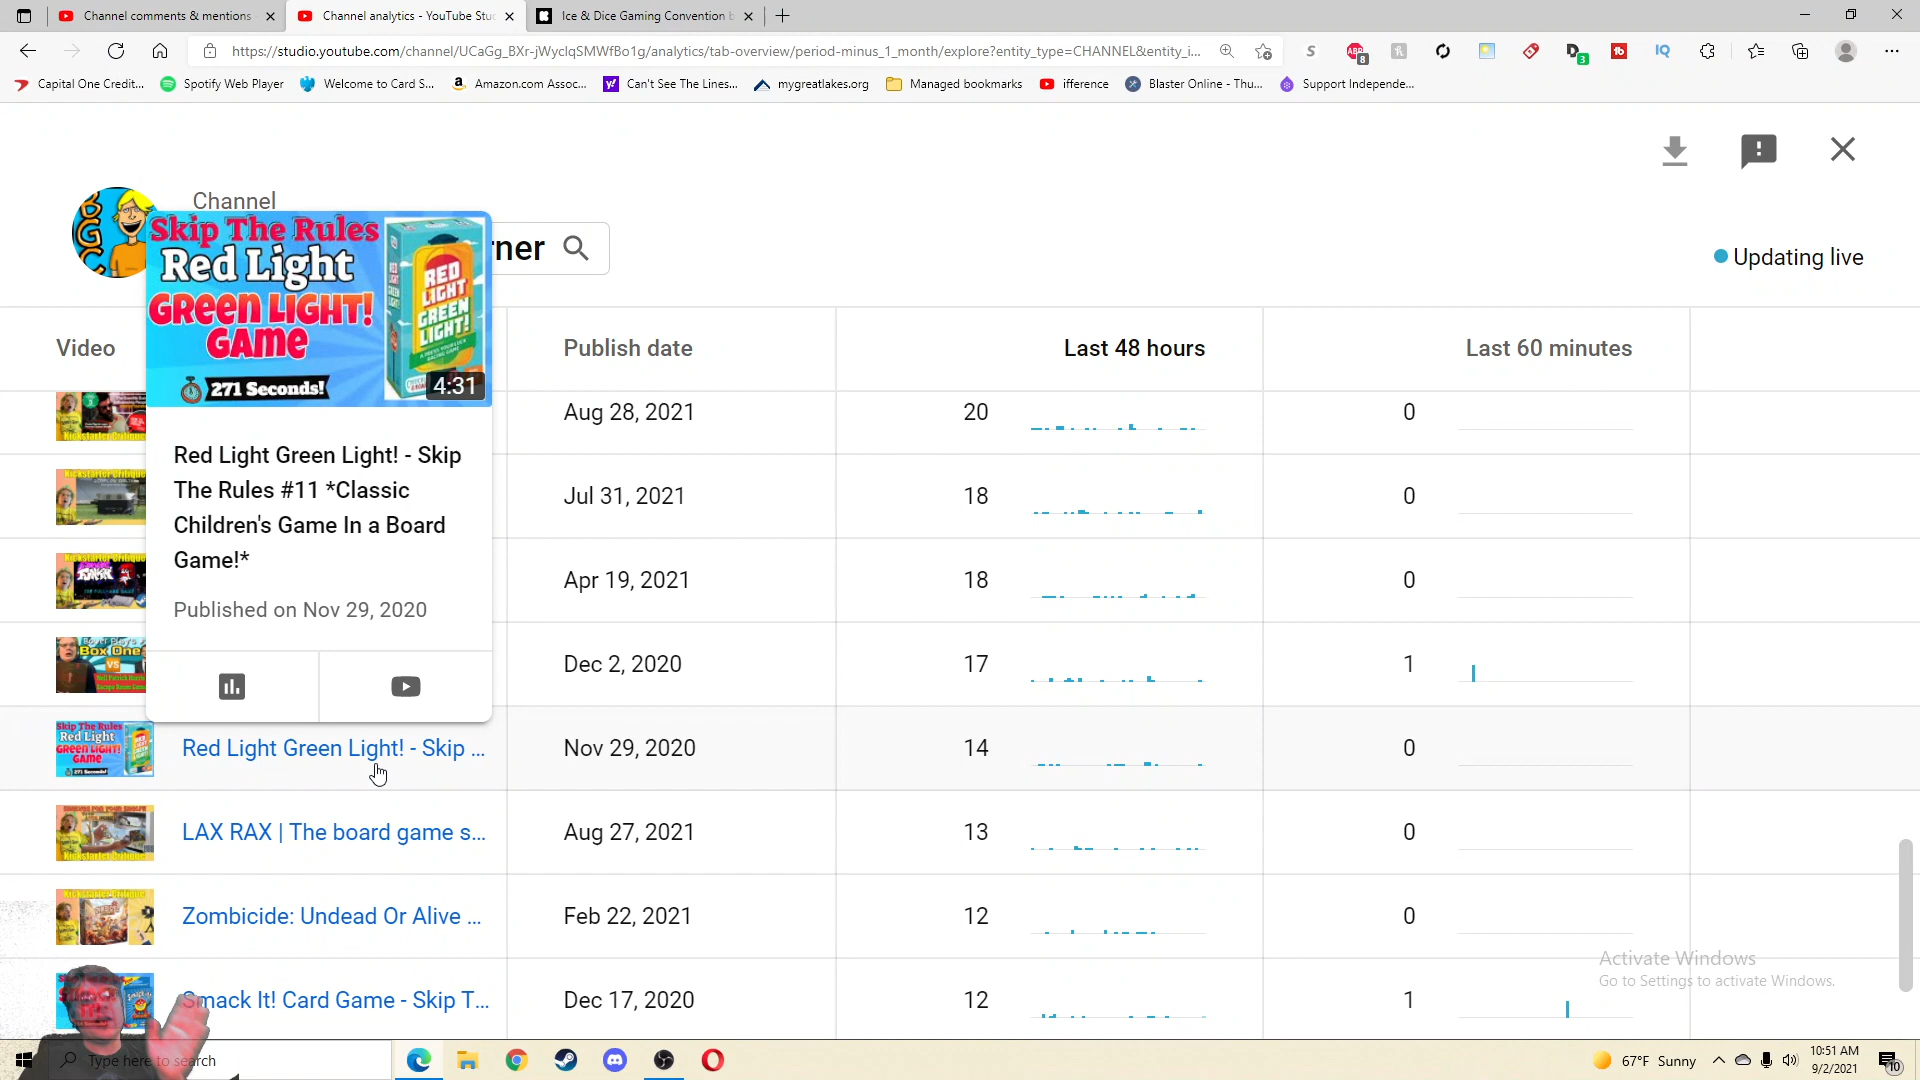 Channel comments & mentions
Channel analytics - YouTube Stu
Ice & Dice Gaming Convention b
https://studio.youtube.com/channel/UCaGg_BXr-jWyclqSMWfBo1g/analytics/tab-overview/period-minus_1_month/explore?entity_type=CHANNEL&entity_i...
Capital One Credit...
Spotify Web Player
Welcome to Card S...
Amazon.com Assoc...
Can't See The Lines...
mygreatlakes.org
Managed bookmarks
ifference
Blaster Online - Thu...
Support Independe...
Channel
rner
Updating live
BGC
Skip The Rules
Red Light
GREEN LIGHT!
GAME
271 Seconds!
RED LIGHT GREEN LIGHT!
4:31
Red Light Green Light! - Skip
The Rules #11 *Classic
Children's Game In a Board
Game!*
Published on Nov 29, 2020
Video
Publish date
Last 48 hours
Last 60 minutes
Aug 28, 2021 20 0
Jul 31, 2021 18 0
Apr 19, 2021 18 0
Dec 2, 2020 17 1
Red Light Green Light! - Skip ... Nov 29, 2020 14 0
LAX RAX | The board game s... Aug 27, 2021 13 0
Zombicide: Undead Or Alive ... Feb 22, 2021 12 0
Smack It! Card Game - Skip T... Dec 17, 2020 12 1
Activate Windows
Go to Settings to activate Windows.
Type here to search
67°F Sunny
10:51 AM
9/2/2021
10